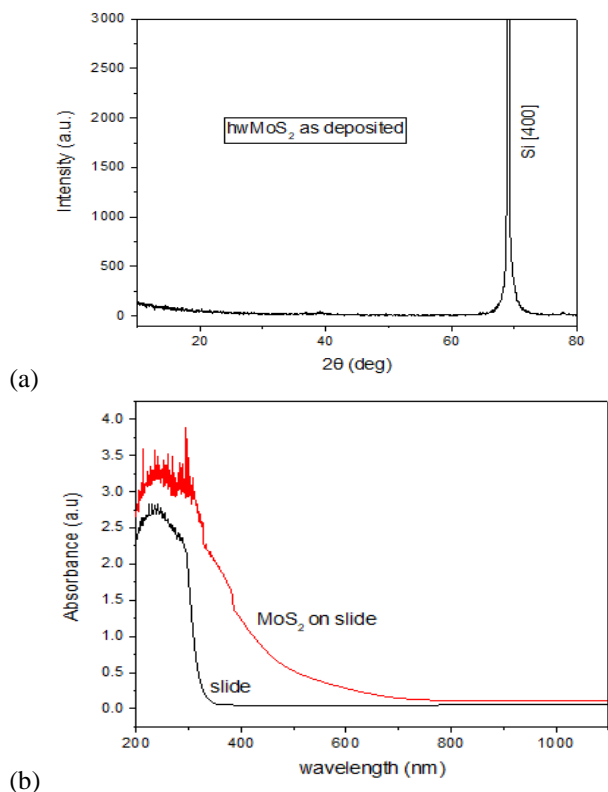 3000
2500
2000
1500
1000
500
0
Intensity (a.u.)
hwMoS₂ as deposited
Si [400]
20 40 60 80
2θ (deg)
(a)
4.0
3.5
3.0
2.5
2.0
1.5
1.0
0.5
0.0
Absorbance (a.u)
MoS₂ on slide
slide
200 400 600 800 1000
wavelength (nm)
(b)